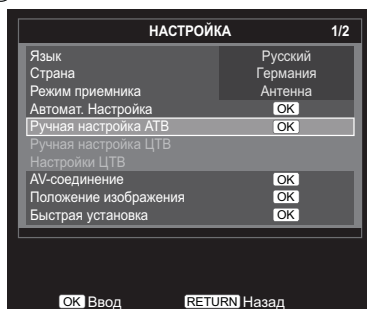 НАСТРОЙКА 1/2
Язык Русский
Страна Германия
Режим приемника Антенна
Автомат. Настройка OK
Ручная настройка АТВ OK
Ручная настройка ЦТВ
Настройки ЦТВ
AV-соединение OK
Положение изображения OK
Быстрая установка OK
OK Ввод RETURN Назад